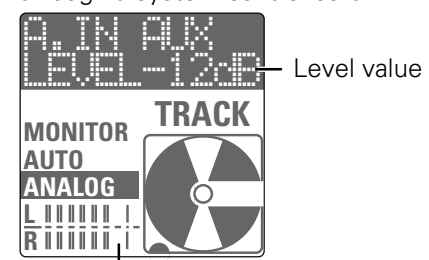 A.IN AUX
LEVEL -12dB
Level value
TRACK
MONITOR
AUTO
ANALOG
L
R